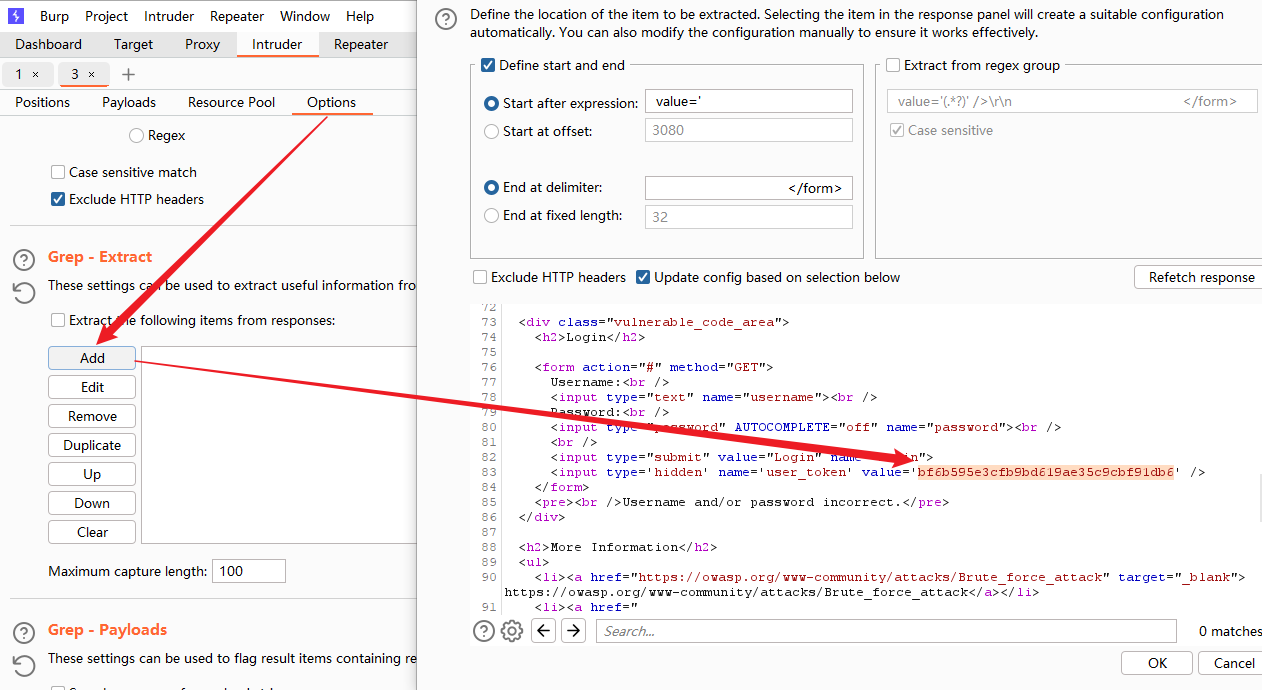 Burp Project Intruder Repeater Window Help
Dashboard Target Proxy Intruder Repeater
1 × 3 × +
Positions Payloads Resource Pool Options
Regex
Case sensitive match
Exclude HTTP headers
Grep - Extract
These settings can be used to extract useful information fro
Extract the following items from responses:
Add
Edit
Remove
Duplicate
Up
Down
Clear
Maximum capture length: 100
Grep - Payloads
These settings can be used to flag result items containing re
Define the location of the item to be extracted. Selecting the item in the response panel will create a suitable configuration
automatically. You can also modify the configuration manually to ensure it works effectively.
Define start and end
Start after expression: value='
Start at offset: 3080
End at delimiter: </form>
End at fixed length: 32
Extract from regex group
value='(.*?)' />\r\n </form>
Case sensitive
Exclude HTTP headers Update config based on selection below
Refetch response
72
73 <div class="vulnerable_code_area">
74 <h2>Login</h2>
75
76 <form action="#" method="GET">
77 Username:<br />
78 <input type="text" name="username"><br />
79 Password:<br />
80 <input type="password" AUTOCOMPLETE="off" name="password"><br />
81 <br />
82 <input type="submit" value="Login" name="Login">
83 <input type='hidden' name='user_token' value='bf6b595e3cfb9bd619ae35c9cbf91db6' />
84 </form>
85 <pre><br />Username and/or password incorrect.</pre>
86 </div>
87
88 <h2>More Information</h2>
89 <ul>
90 <li><a href="https://owasp.org/www-community/attacks/Brute_force_attack" target="_blank">
https://owasp.org/www-community/attacks/Brute_force_attack</a></li>
91 <li><a href="
Search...
0 matches
OK Cancel